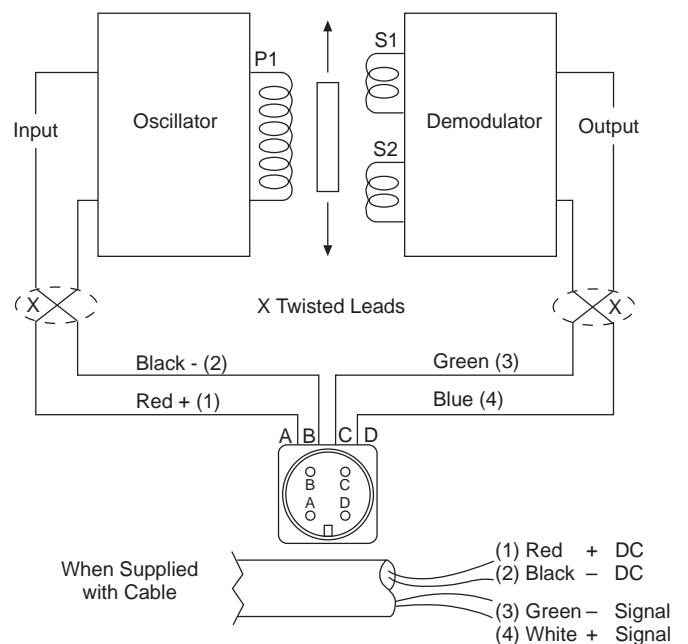 P1
S1
Input
Oscillator
Demodulator
Output
S2
X
X Twisted Leads
X
Black - (2)
Green (3)
Red + (1)
Blue (4)
A B C D
B C
A D
When Supplied
with Cable
(1) Red + DC
(2) Black – DC
(3) Green – Signal
(4) White + Signal